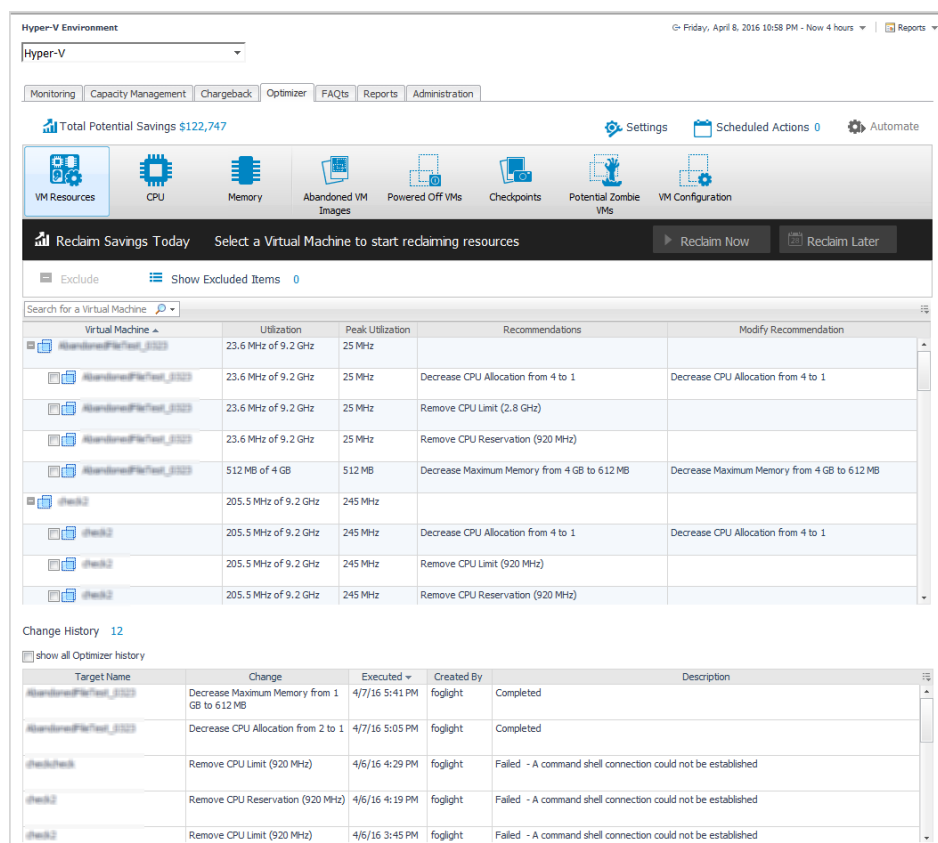 Hyper-V Environment
Friday, April 8, 2016 10:58 PM - Now 4 hours
Reports
Hyper-V
Monitoring Capacity Management Chargeback Optimizer FAQts Reports Administration
Total Potential Savings $122,747
Settings Scheduled Actions 0 Automate
VM Resources CPU Memory Abandoned VM Images Powered Off VMs Checkpoints Potential Zombie VMs VM Configuration
Reclaim Savings Today Select a Virtual Machine to start reclaiming resources Reclaim Now Reclaim Later
Exclude Show Excluded Items 0
Search for a Virtual Machine
Virtual Machine Utilization Peak Utilization Recommendations Modify Recommendation
AbandonedFileTest_0323 23.6 MHz of 9.2 GHz 25 MHz
AbandonedFileTest_0323 23.6 MHz of 9.2 GHz 25 MHz Decrease CPU Allocation from 4 to 1 Decrease CPU Allocation from 4 to 1
AbandonedFileTest_0323 23.6 MHz of 9.2 GHz 25 MHz Remove CPU Limit (2.8 GHz)
AbandonedFileTest_0323 23.6 MHz of 9.2 GHz 25 MHz Remove CPU Reservation (920 MHz)
AbandonedFileTest_0323 512 MB of 4 GB 512 MB Decrease Maximum Memory from 4 GB to 612 MB Decrease Maximum Memory from 4 GB to 612 MB
check2 205.5 MHz of 9.2 GHz 245 MHz
check2 205.5 MHz of 9.2 GHz 245 MHz Decrease CPU Allocation from 4 to 1 Decrease CPU Allocation from 4 to 1
check2 205.5 MHz of 9.2 GHz 245 MHz Remove CPU Limit (920 MHz)
check2 205.5 MHz of 9.2 GHz 245 MHz Remove CPU Reservation (920 MHz)
Change History 12
show all Optimizer history
Target Name Change Executed Created By Description
AbandonedFileTest_0323 Decrease Maximum Memory from 1 4/7/16 5:41 PM foglight Completed
GB to 612 MB
AbandonedFileTest_0323 Decrease CPU Allocation from 2 to 1 4/7/16 5:05 PM foglight Completed
checkcheck Remove CPU Limit (920 MHz) 4/6/16 4:29 PM foglight Failed - A command shell connection could not be established
check2 Remove CPU Reservation (920 MHz) 4/6/16 4:19 PM foglight Failed - A command shell connection could not be established
check2 Remove CPU Limit (920 MHz) 4/6/16 3:45 PM foglight Failed - A command shell connection could not be established